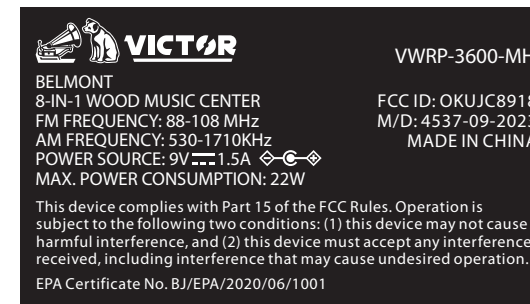 VICTOR
VWRP-3600-MH
BELMONT
8-IN-1 WOOD MUSIC CENTER
FCC ID: OKUJC8918
FM FREQUENCY: 88-108 MHz
M/D: 4537-09-2023
AM FREQUENCY: 530-1710KHz
MADE IN CHINA
POWER SOURCE: 9V 1.5A
MAX. POWER CONSUMPTION: 22W
This device complies with Part 15 of the FCC Rules. Operation is
subject to the following two conditions: (1) this device may not cause
harmful interference, and (2) this device must accept any interference
received, including interference that may cause undesired operation.
EPA Certificate No. BJ/EPA/2020/06/1001